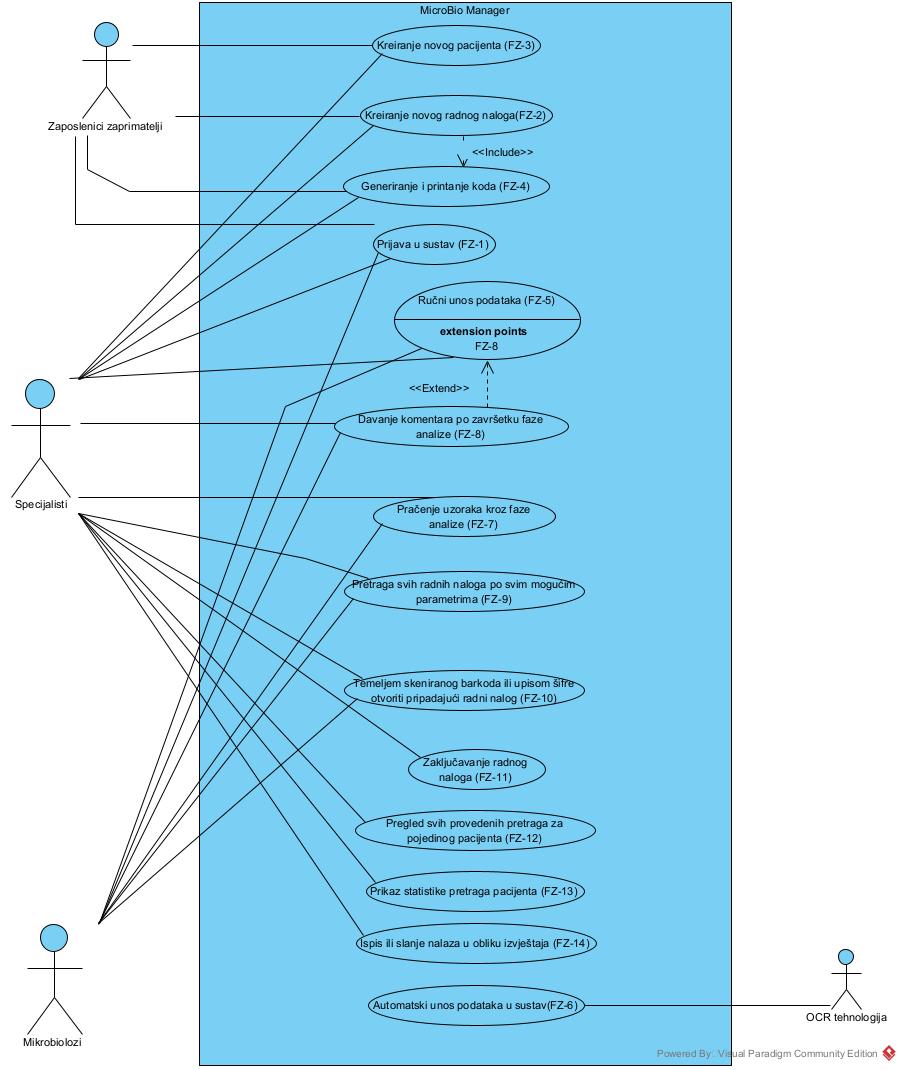 MicroBio Manager
Kreiranje novog pacijenta (FZ-3)
Zaposlenici zaprimatelji
Kreiranje novog radnog naloga(FZ-2)
<<Include>>
Generiranje i printanje koda (FZ-4)
Prijava u sustav (FZ-1)
Ručni unos podataka (FZ-5)
extension points
FZ-8
<<Extend>>
Davanje komentara po završetku faze
analize (FZ-8)
Specijalisti
Pračenje uzoraka kroz faze
analize (FZ-7)
Pretraga svih radnih naloga po svim mogućim
parametrima (FZ-9)
Temeljem skeniranog barkoda ili upisom šifre
otvoriti pripadajući radni nalog (FZ-10)
Zaključavanje radnog
naloga (FZ-11)
Pregled svih provedenih pretraga za
pojedinog pacijenta (FZ-12)
Prikaz statistike pretraga pacijenta (FZ-13)
Ispis ili slanje nalaza u obliku izvještaja (FZ-14)
Automatski unos podataka u sustav(FZ-6)
OCR tehnologija
Mikrobiolozi
Powered By: Visual Paradigm Community Edition